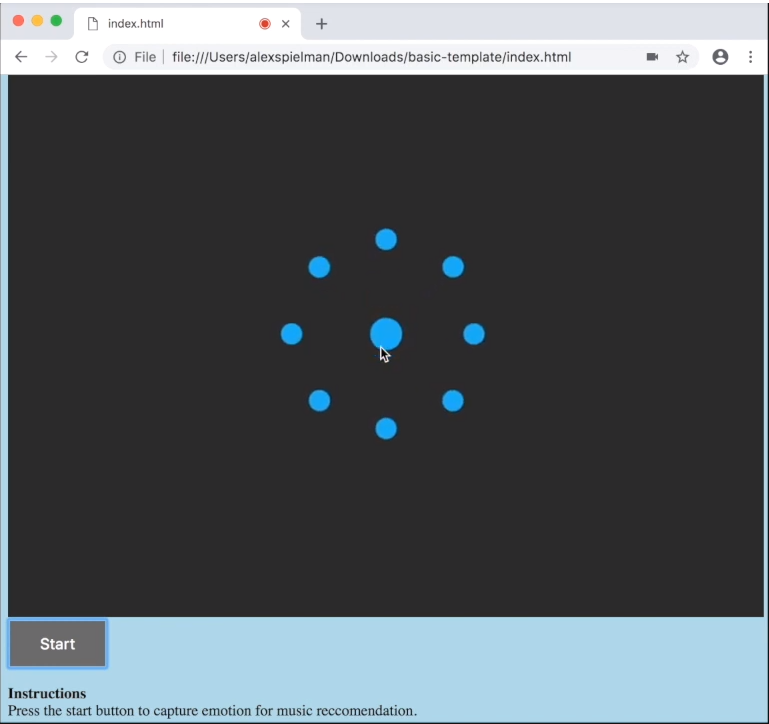 index.html
File file:///Users/alexspielman/Downloads/basic-template/index.html
Start
Instructions
Press the start button to capture emotion for music reccomendation.